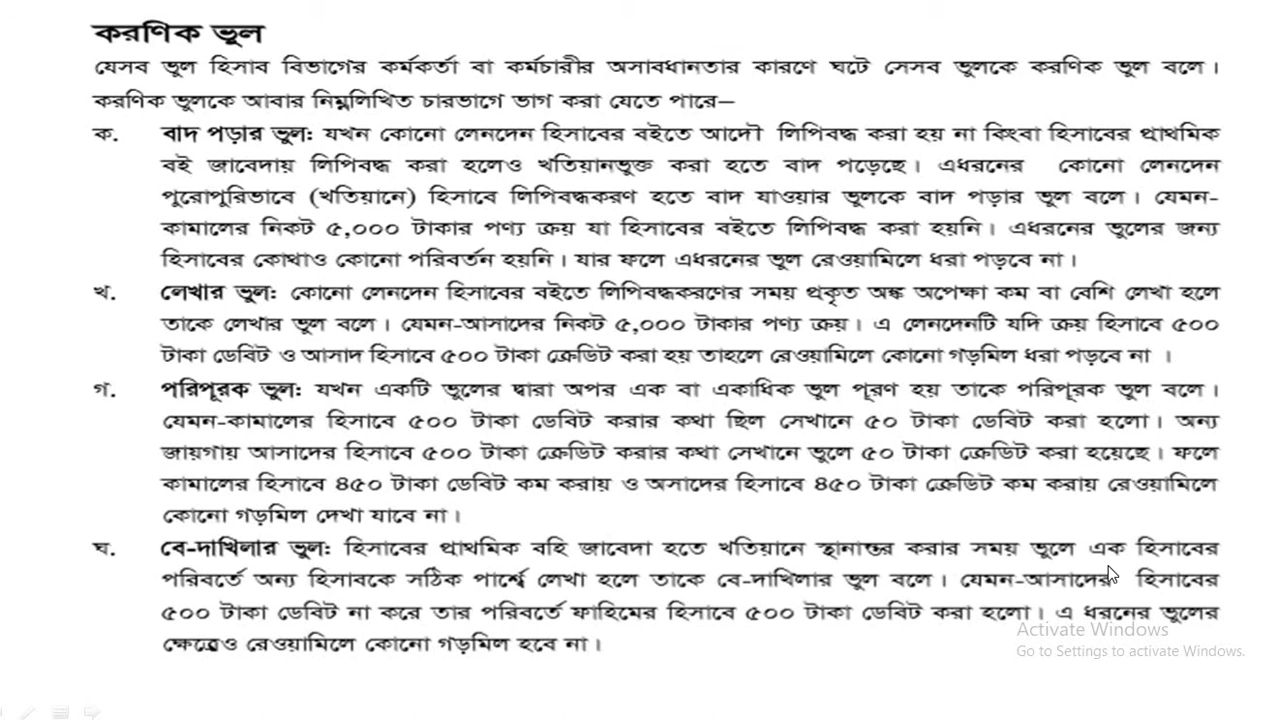 করণিক ভুল
যেসব ভুল হিসাব বিভাগের কর্মকর্তা বা কর্মচারীর অসাবধানতার কারণে ঘটে সেসব ভুলকে করণিক ভুল বলে।
করণিক ভুলকে আবার নিম্নলিখিত চারভাগে ভাগ করা যেতে পারে–
ক. বাদ পড়ার ভুল: যখন কোনো লেনদেন হিসাবের বইতে আদৌ লিপিবদ্ধ করা হয় না কিংবা হিসাবের প্রাথমিক
বই জাবেদায় লিপিবদ্ধ করা হলেও খতিয়ানভুক্ত করা হতে বাদ পড়েছে। এধরনের কোনো লেনদেন
পুরোপুরিভাবে (খতিয়ানে) হিসাবে লিপিবদ্ধকরণ হতে বাদ যাওয়ার ভুলকে বাদ পড়ার ভুল বলে। যেমন-
কামালের নিকট ৫,০০০ টাকার পণ্য ক্রয় যা হিসাবের বইতে লিপিবদ্ধ করা হয়নি। এধরনের ভুলের জন্য
হিসাবের কোথাও কোনো পরিবর্তন হয়নি। যার ফলে এধরনের ভুল রেওয়ামিলে ধরা পড়বে না।
খ. লেখার ভুল: কোনো লেনদেন হিসাবের বইতে লিপিবদ্ধকরণের সময় প্রকৃত অঙ্ক অপেক্ষা কম বা বেশি লেখা হলে
তাকে লেখার ভুল বলে। যেমন-আসাদের নিকট ৫,০০০ টাকার পণ্য ক্রয়। এ লেনদেনটি যদি ক্রয় হিসাবে ৫০০
টাকা ডেবিট ও আসাদ হিসাবে ৫০০ টাকা ক্রেডিট করা হয় তাহলে রেওয়ামিলে কোনো গড়মিল ধরা পড়বে না ।
গ. পরিপূরক ভুল: যখন একটি ভুলের দ্বারা অপর এক বা একাধিক ভুল পূরণ হয় তাকে পরিপূরক ভুল বলে।
যেমন-কামালের হিসাবে ৫০০ টাকা ডেবিট করার কথা ছিল সেখানে ৫০ টাকা ডেবিট করা হলো। অন্য
জায়গায় আসাদের হিসাবে ৫০০ টাকা ক্রেডিট করার কথা সেখানে ভুলে ৫০ টাকা ক্রেডিট করা হয়েছে। ফলে
কামালের হিসাবে ৪৫০ টাকা ডেবিট কম করায় ও অসাদের হিসাবে ৪৫০ টাকা ক্রেডিট কম করায় রেওয়ামিলে
কোনো গড়মিল দেখা যাবে না।
ঘ. বে-দাখিলার ভুল: হিসাবের প্রাথমিক বহি জাবেদা হতে খতিয়ানে স্থানান্তর করার সময় ভুলে এক হিসাবের
পরিবর্তে অন্য হিসাবকে সঠিক পার্শ্বে লেখা হলে তাকে বে-দাখিলার ভুল বলে। যেমন-আসাদের হিসাবের
৫০০ টাকা ডেবিট না করে তার পরিবর্তে ফাহিমের হিসাবে ৫০০ টাকা ডেবিট করা হলো। এ ধরনের ভুলের
ক্ষেত্রেও রেওয়ামিলে কোনো গড়মিল হবে না।
Activate Windows
Go to Settings to activate Windows.